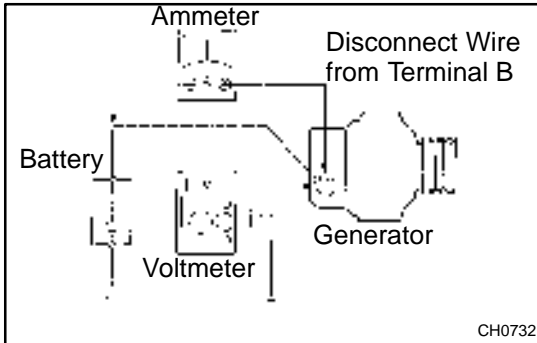 Ammeter
Disconnect Wire
from Terminal B
Battery
Generator
Voltmeter
CH0732